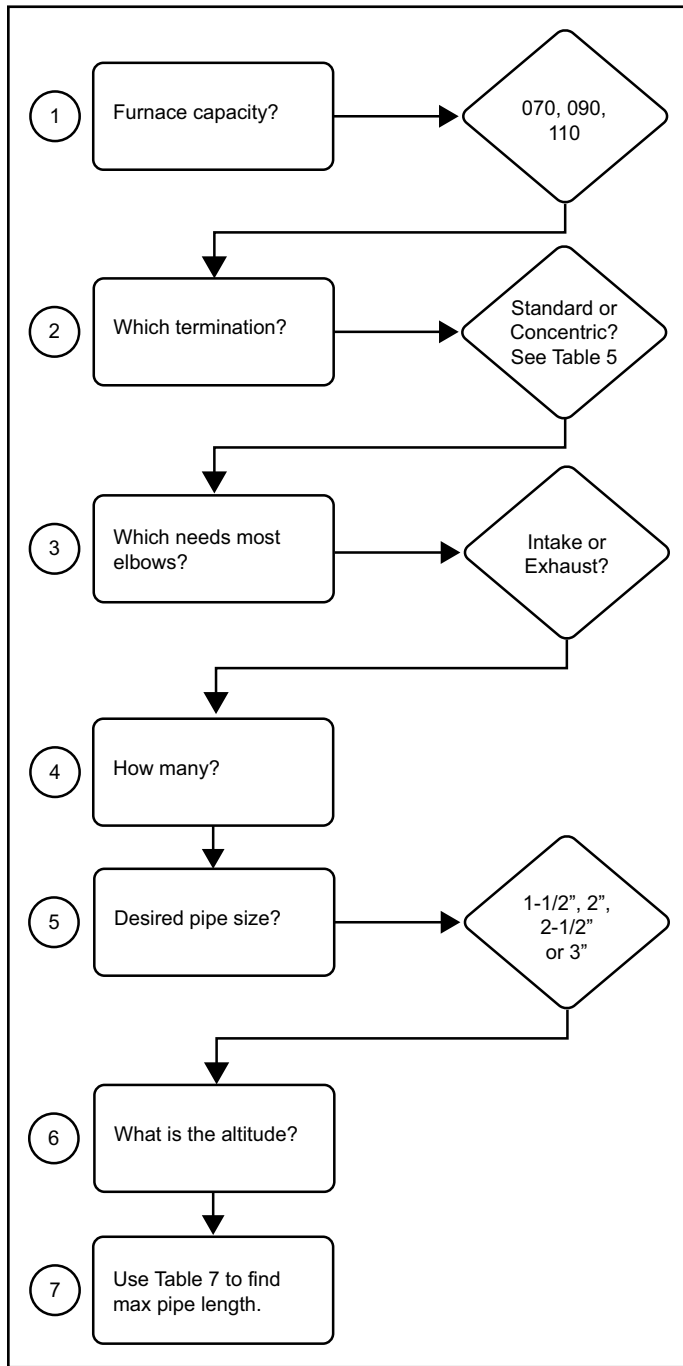 1
Furnace capacity?
070, 090,
110
2
Which termination?
Standard or
Concentric?
See Table 5
3
Which needs most
elbows?
Intake or
Exhaust?
4
How many?
5
Desired pipe size?
1-1/2”, 2”,
2-1/2”
or 3”
6
What is the altitude?
7
Use Table 7 to find
max pipe length.